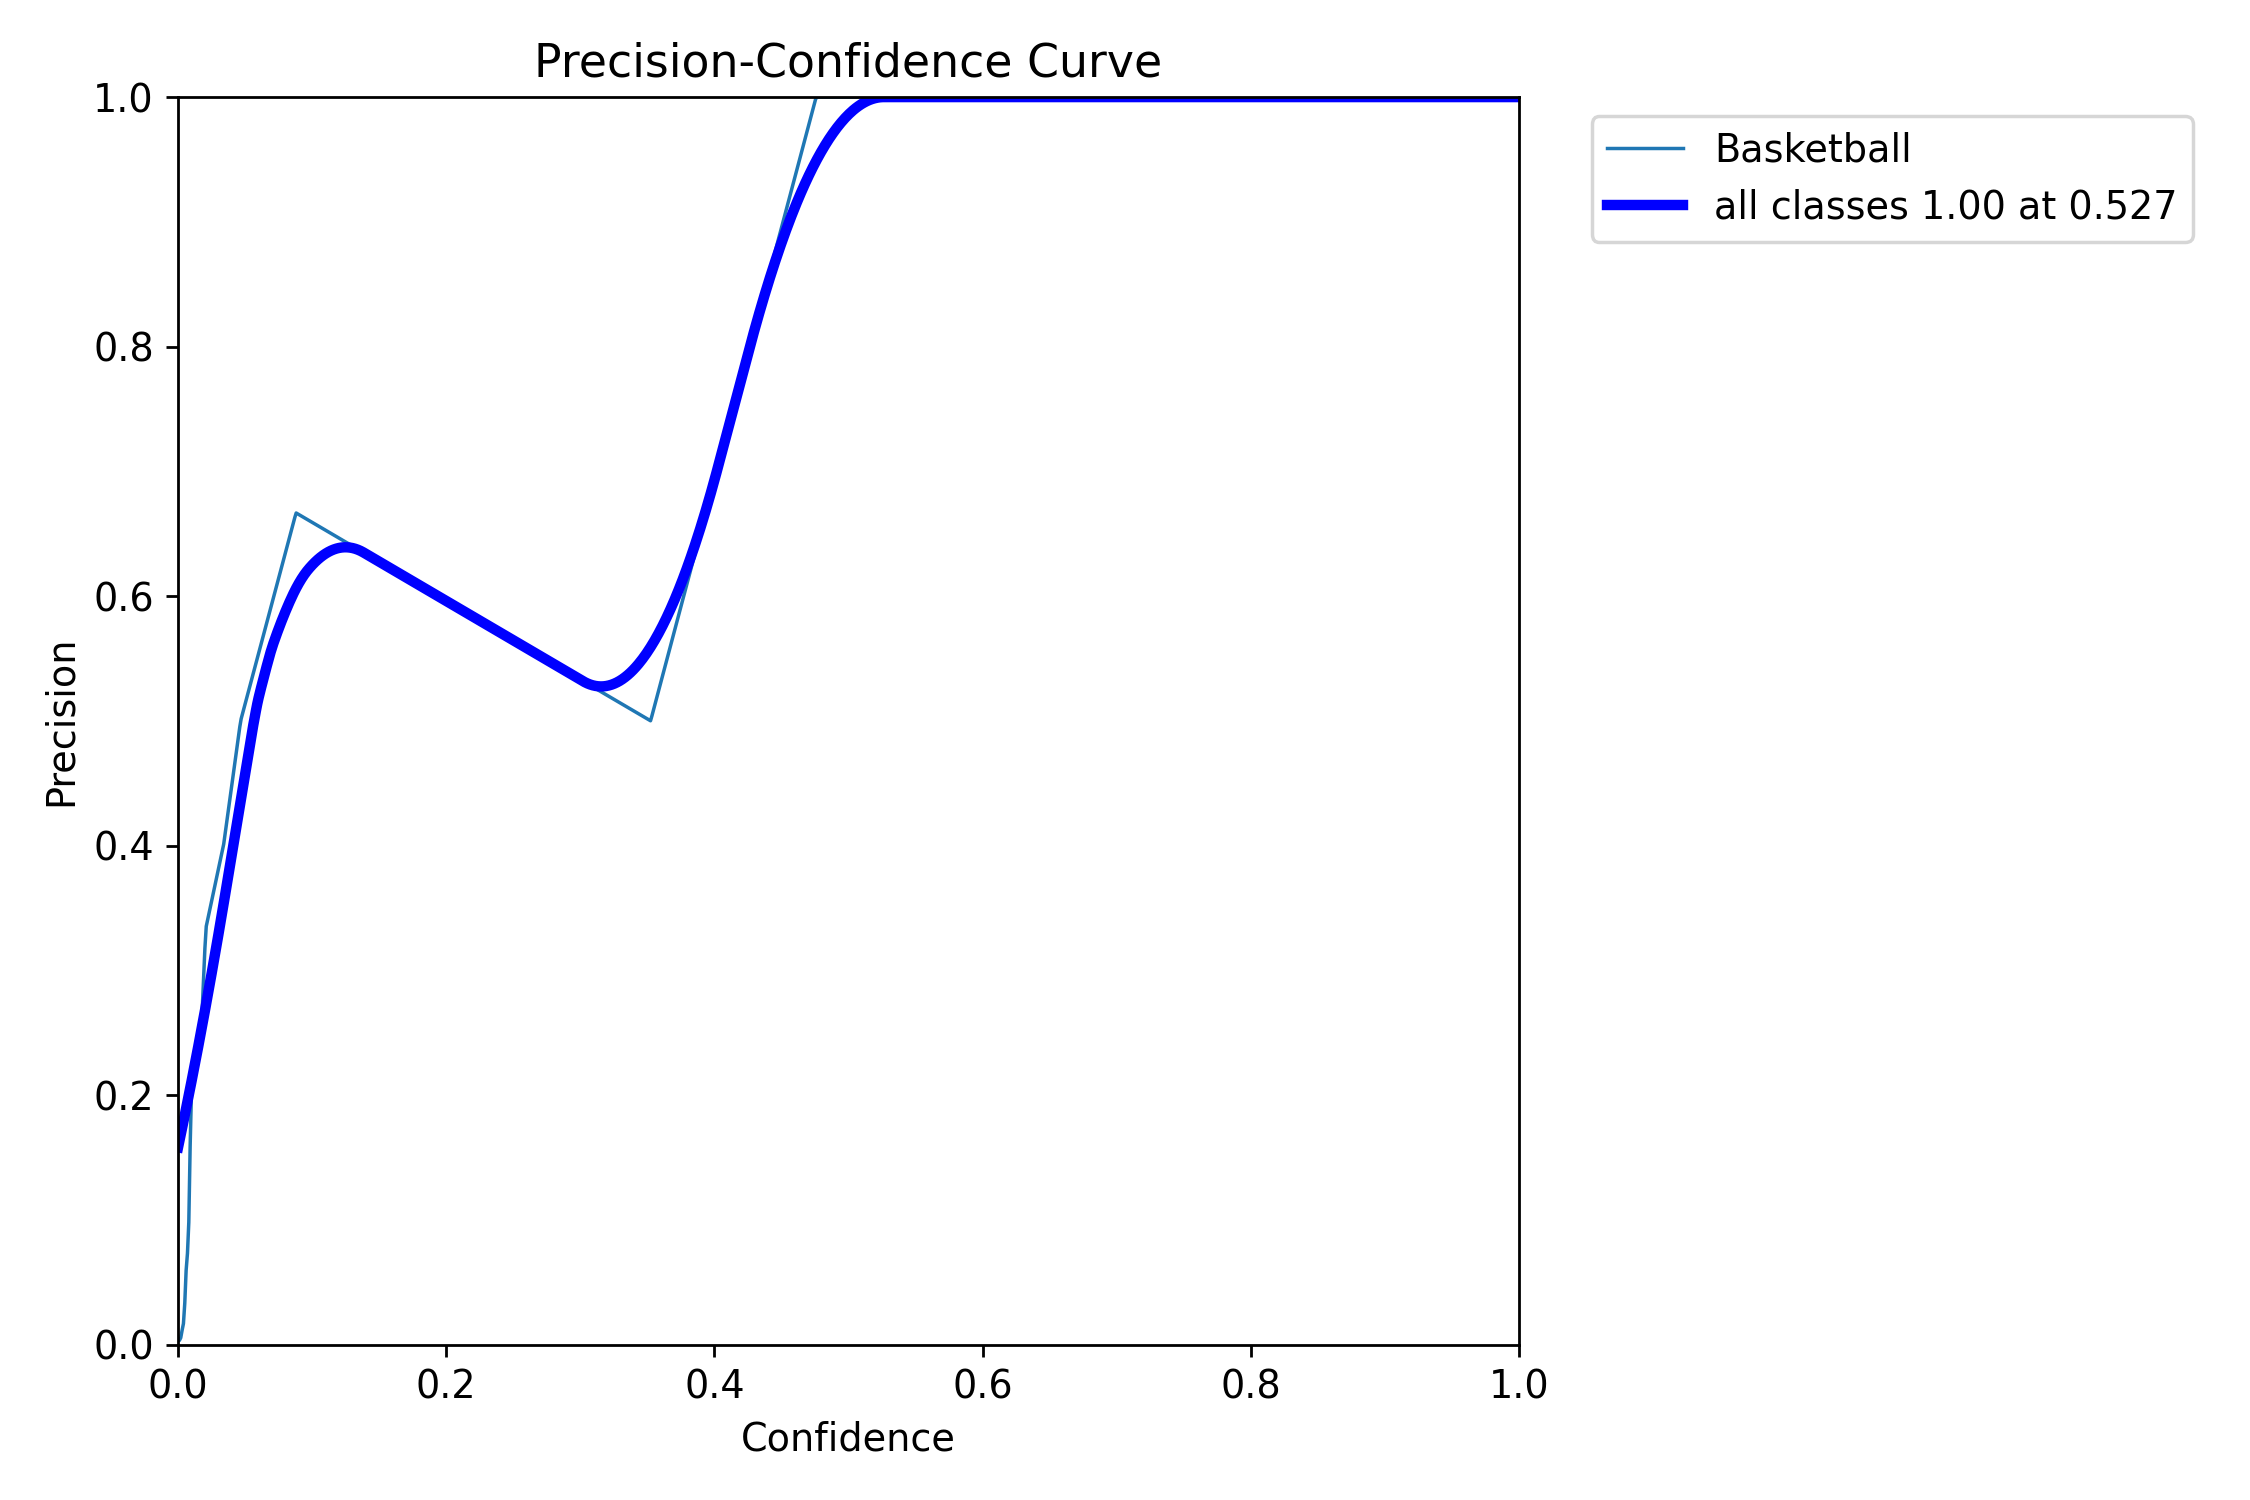 Precision-Confidence Curve
1.0
0.8
0.6
0.4
0.2
0.0
Precision
0.0 0.2 0.4 0.6 0.8 1.0
Confidence
Basketball
all classes 1.00 at 0.527